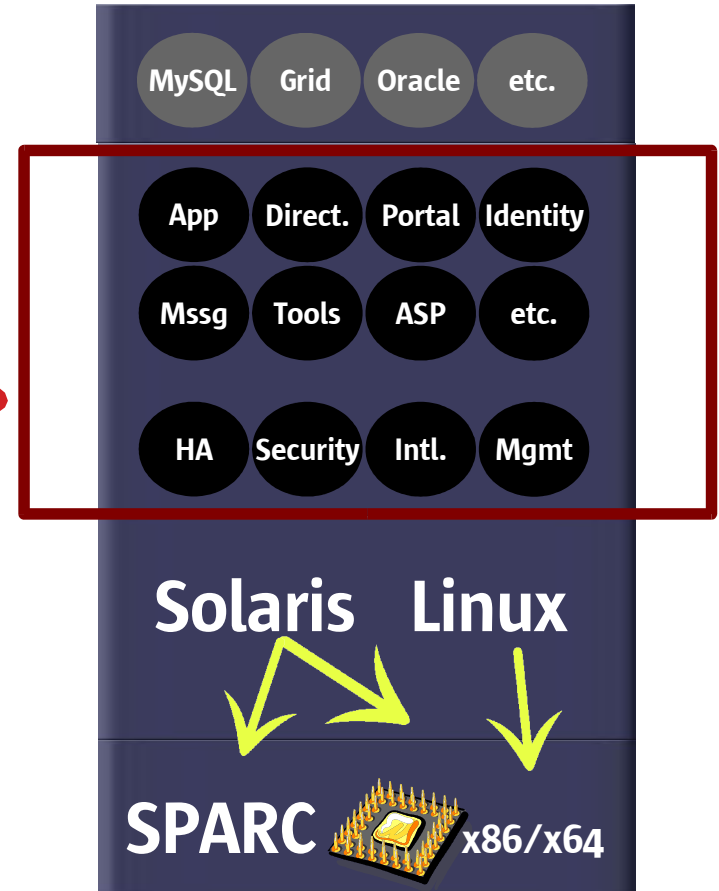 MySQL Grid Oracle etc.
App Direct. Portal Identity
Mssg Tools ASP etc.
HA Security Intl. Mgmt
Solaris Linux
SPARC x86/x64